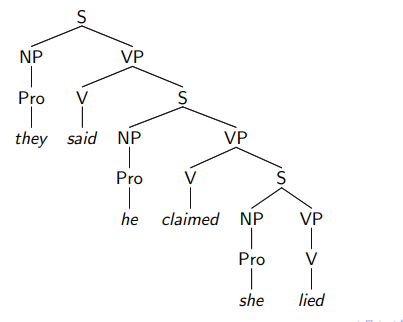 S
NP VP
Pro V S
they said NP VP
Pro V S
he claimed NP VP
Pro V
she lied